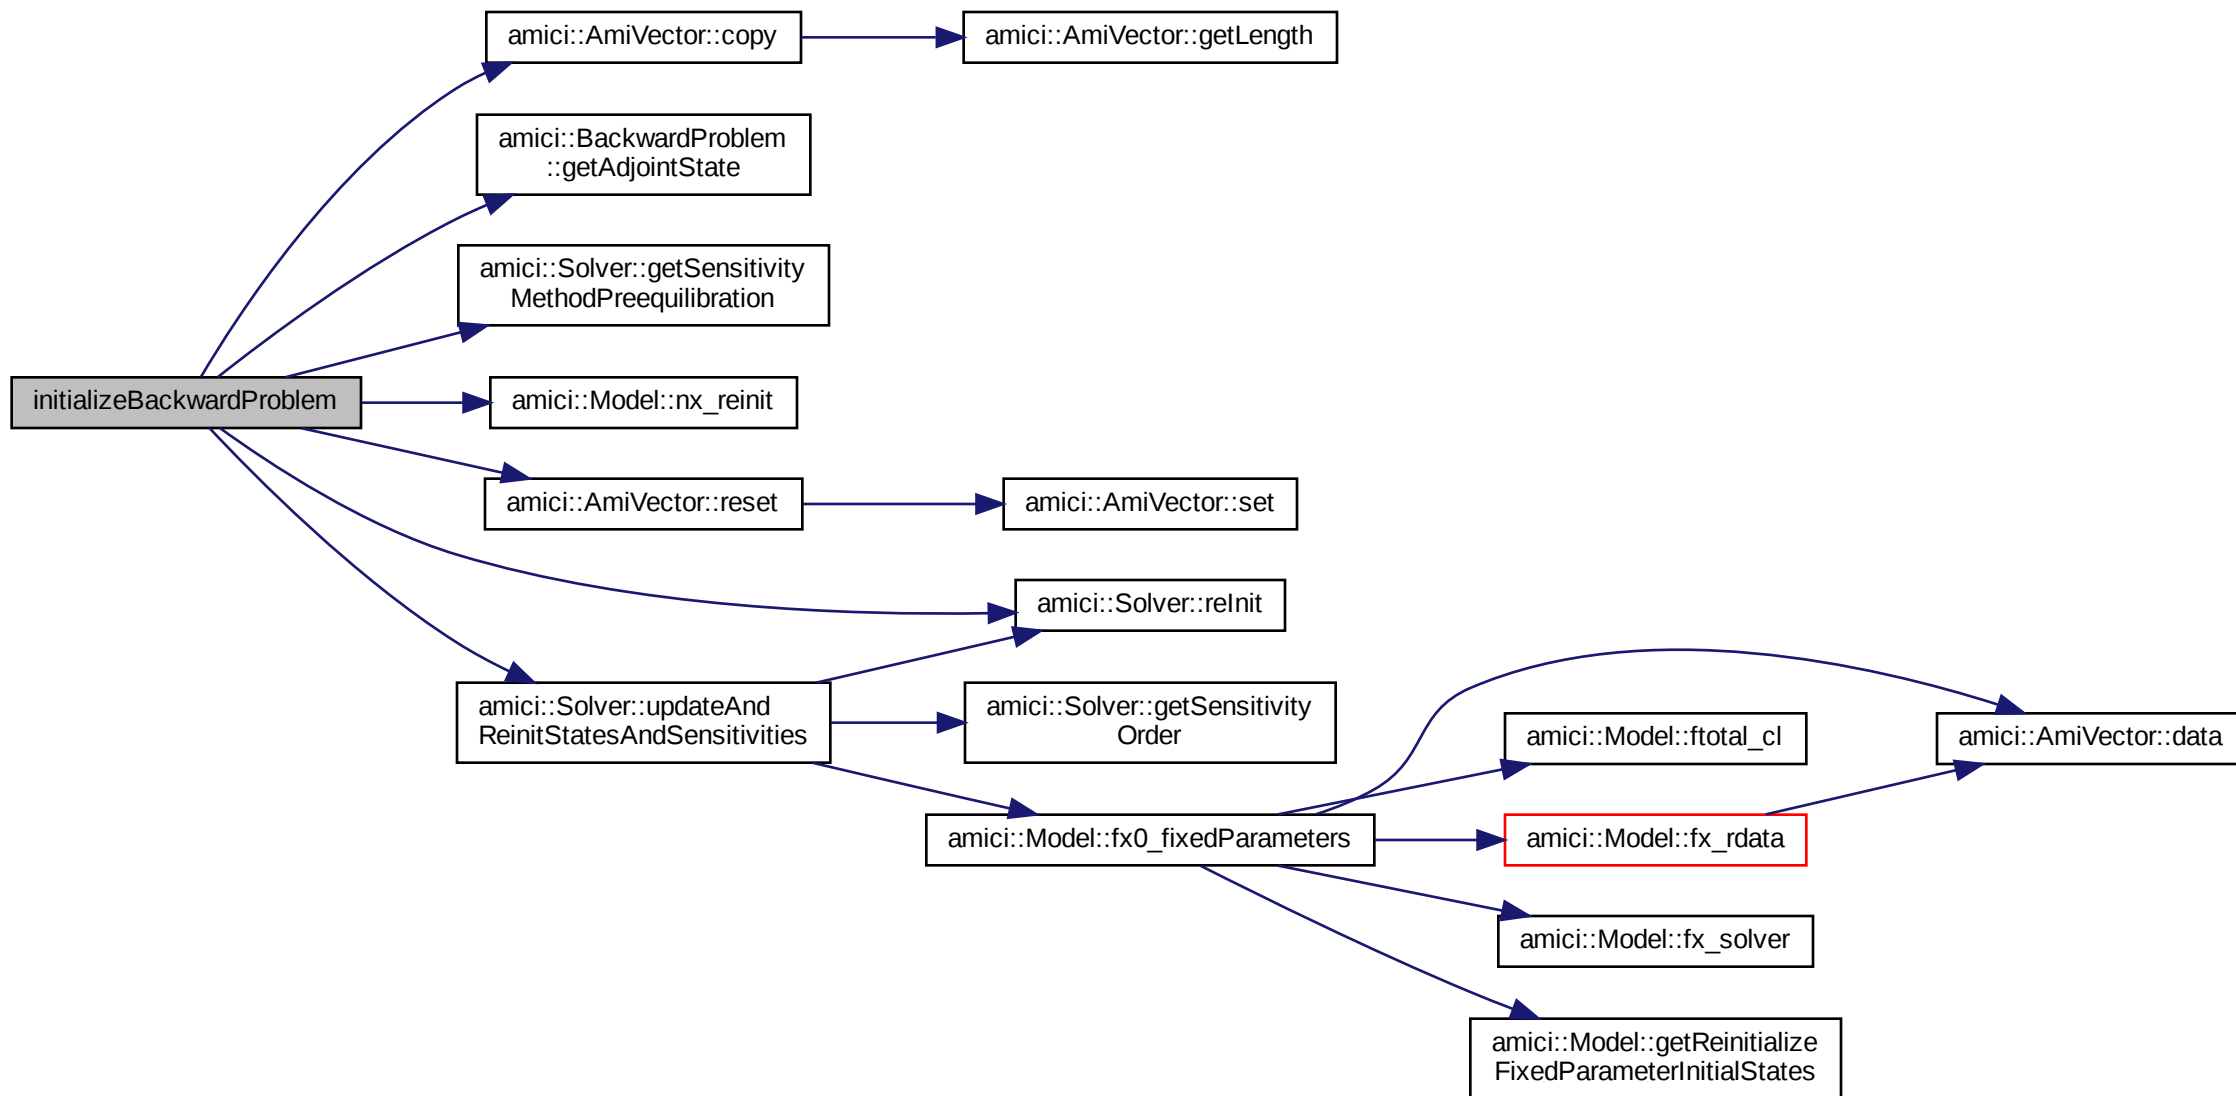 amici::AmiVector::copy
amici::AmiVector::getLength
amici::BackwardProblem
::getAdjointState
amici::Solver::getSensitivity
MethodPreequilibration
initializeBackwardProblem
amici::Model::nx_reinit
amici::AmiVector::reset
amici::AmiVector::set
amici::Solver::reInit
amici::Solver::updateAnd
ReinitStatesAndSensitivities
amici::Solver::getSensitivity
Order
amici::Model::ftotal_cl
amici::AmiVector::data
amici::Model::fx0_fixedParameters
amici::Model::fx_rdata
amici::Model::fx_solver
amici::Model::getReinitialize
FixedParameterInitialStates